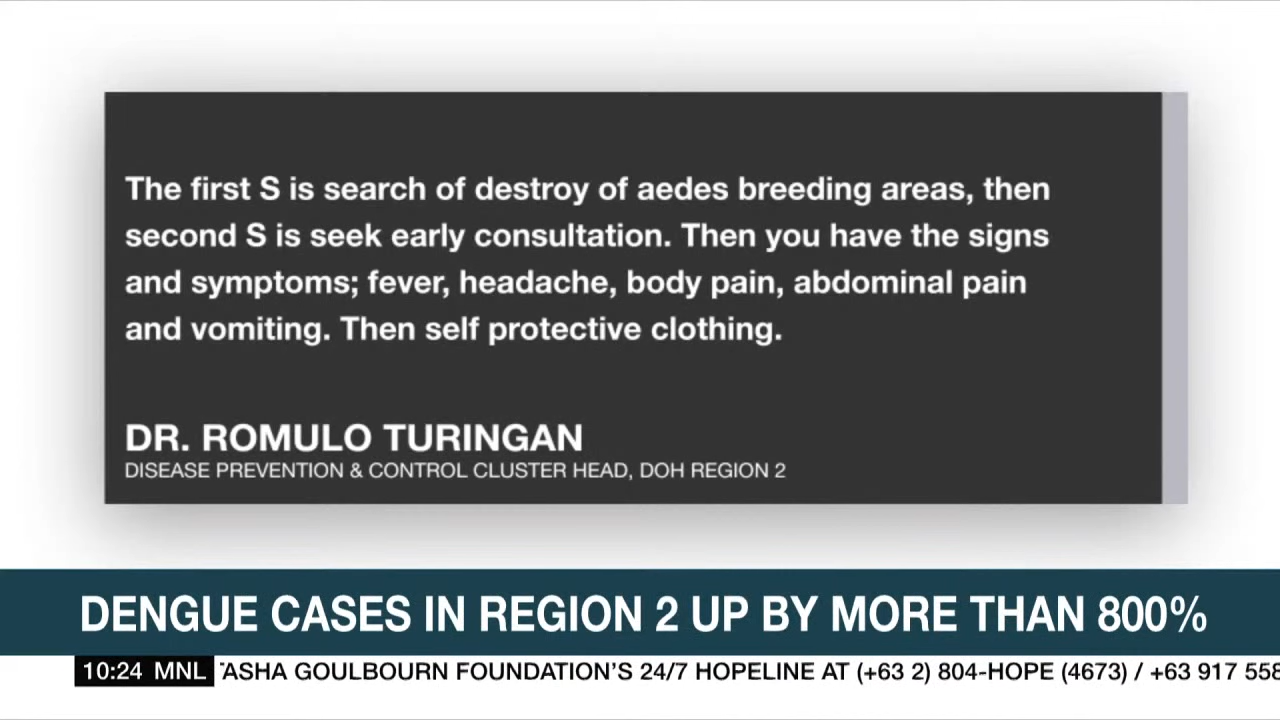 The first S is search of destroy of aedes breeding areas, then
second S is seek early consultation. Then you have the signs
and symptoms; fever, headache, body pain, abdominal pain
and vomiting. Then self protective clothing.
DR. ROMULO TURINGAN
DISEASE PREVENTION & CONTROL CLUSTER HEAD, DOH REGION 2
DENGUE CASES IN REGION 2 UP BY MORE THAN 800%
10:24 MNL ASHA GOULBOURN FOUNDATION'S 24/7 HOPELINE AT (+63 2) 804-HOPE (4673) / +63 917 558